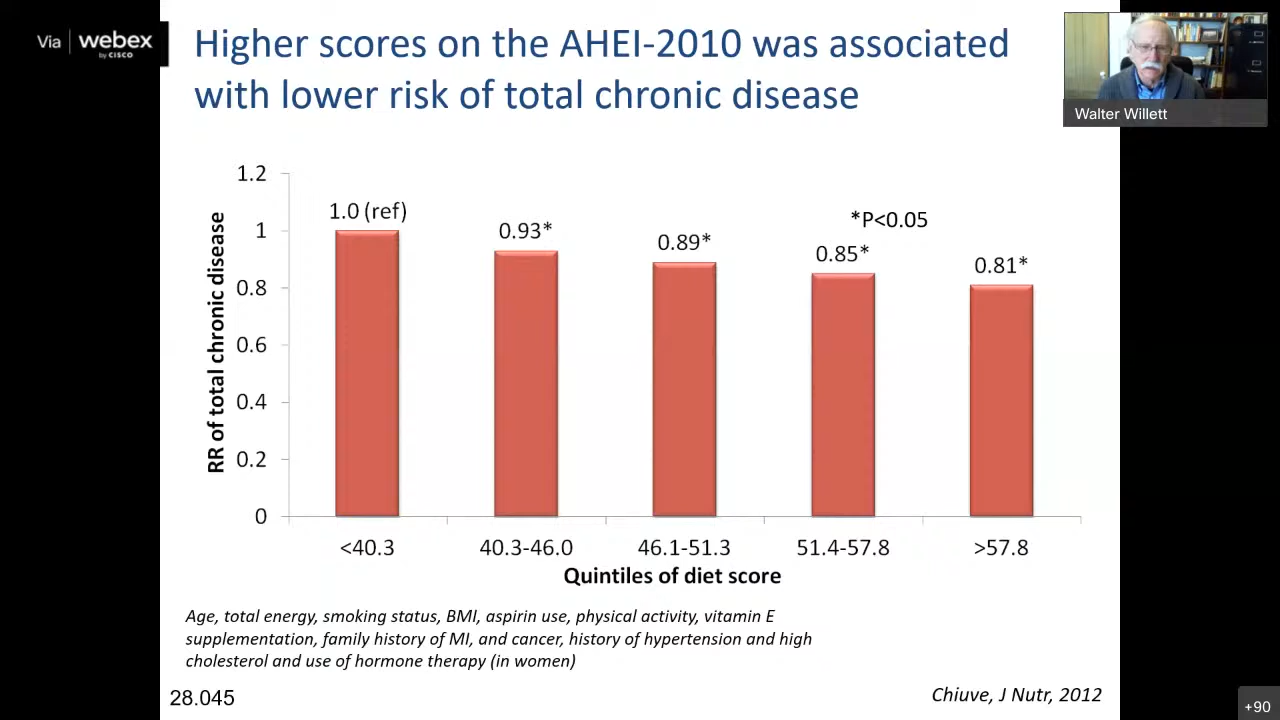 Via | webex
by CISCO
Higher scores on the AHEI-2010 was associated
with lower risk of total chronic disease
Walter Willett
RR of total chronic disease
1.2
1
0.8
0.6
0.4
0.2
0
1.0 (ref)
0.93*
0.89*
0.85*
0.81*
*P<0.05
<40.3
40.3-46.0
46.1-51.3
51.4-57.8
>57.8
Quintiles of diet score
Age, total energy, smoking status, BMI, aspirin use, physical activity, vitamin E
supplementation, family history of MI, and cancer, history of hypertension and high
cholesterol and use of hormone therapy (in women)
28.045
Chiuve, J Nutr, 2012
+90